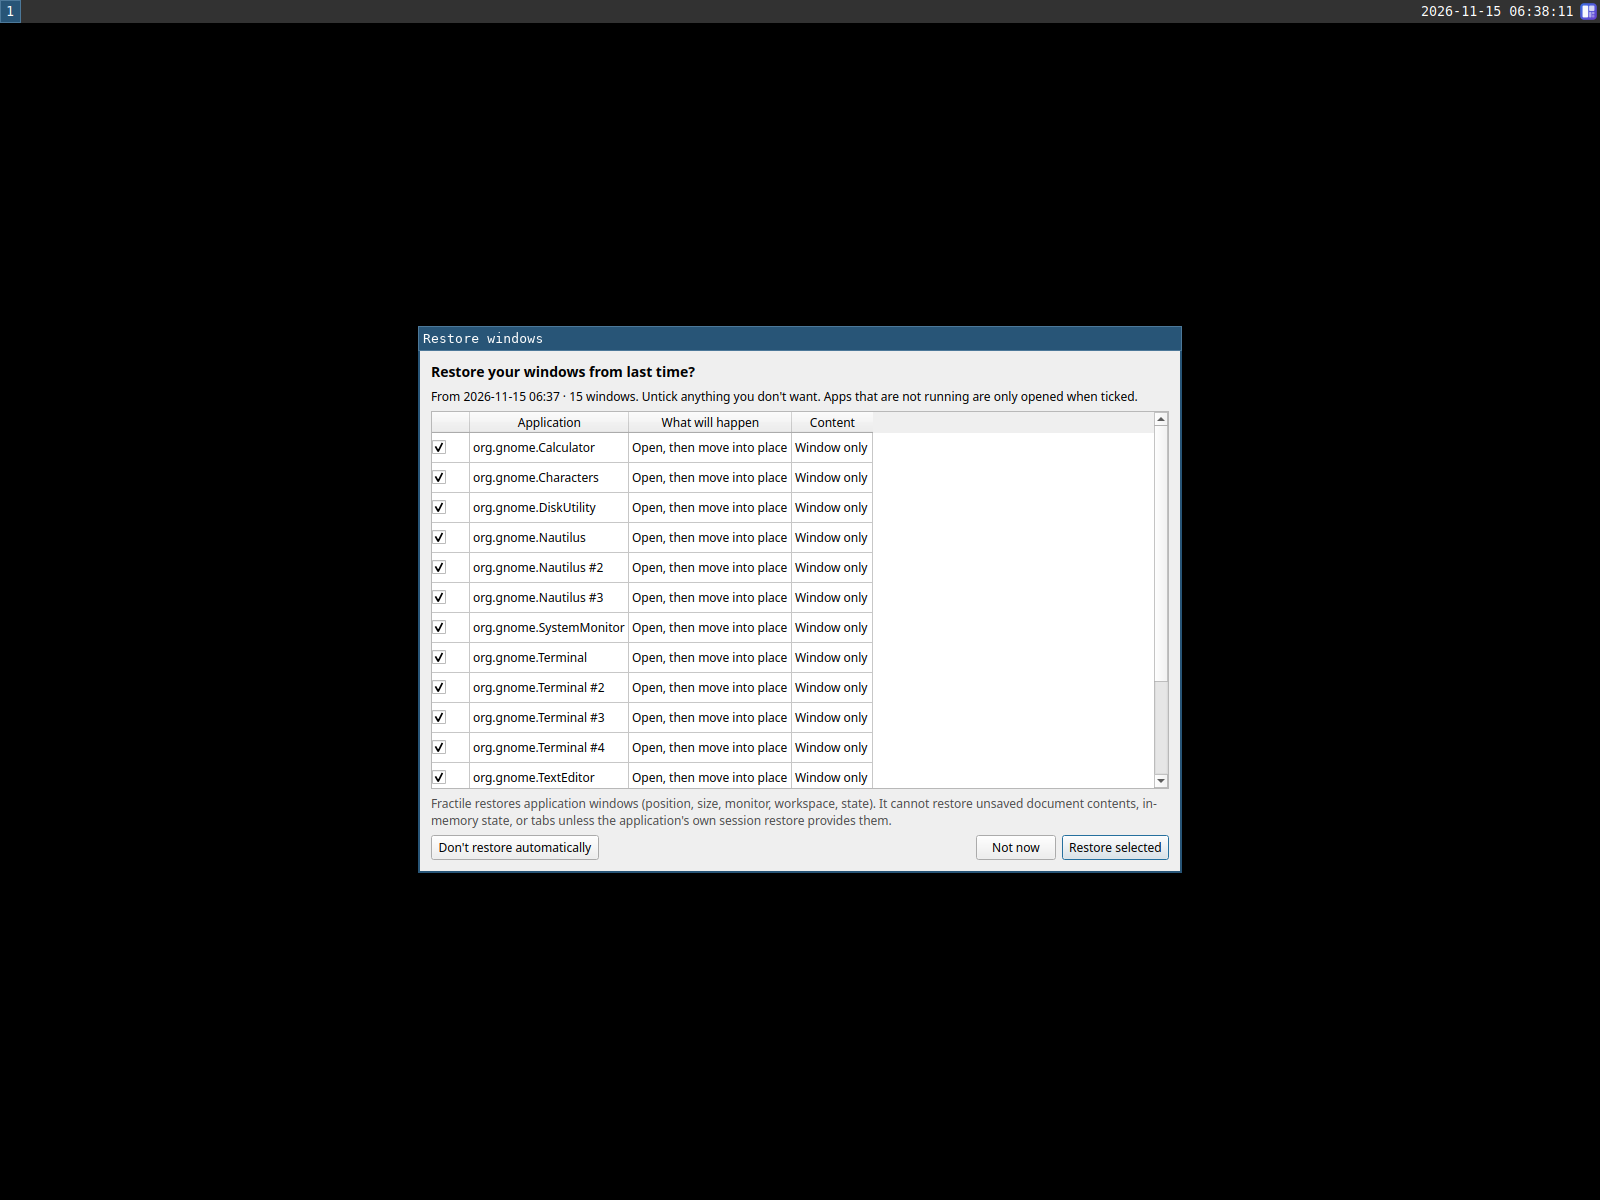 1
2026-11-15 06:38:11
Restore windows
Restore your windows from last time?
From 2026-11-15 06:37 · 15 windows. Untick anything you don't want. Apps that are not running are only opened when ticked.
Application What will happen Content
org.gnome.Calculator Open, then move into place Window only
org.gnome.Characters Open, then move into place Window only
org.gnome.DiskUtility Open, then move into place Window only
org.gnome.Nautilus Open, then move into place Window only
org.gnome.Nautilus #2 Open, then move into place Window only
org.gnome.Nautilus #3 Open, then move into place Window only
org.gnome.SystemMonitor Open, then move into place Window only
org.gnome.Terminal Open, then move into place Window only
org.gnome.Terminal #2 Open, then move into place Window only
org.gnome.Terminal #3 Open, then move into place Window only
org.gnome.Terminal #4 Open, then move into place Window only
org.gnome.TextEditor Open, then move into place Window only
Fractile restores application windows (position, size, monitor, workspace, state). It cannot restore unsaved document contents, in-
memory state, or tabs unless the application's own session restore provides them.
Don't restore automatically Not now Restore selected